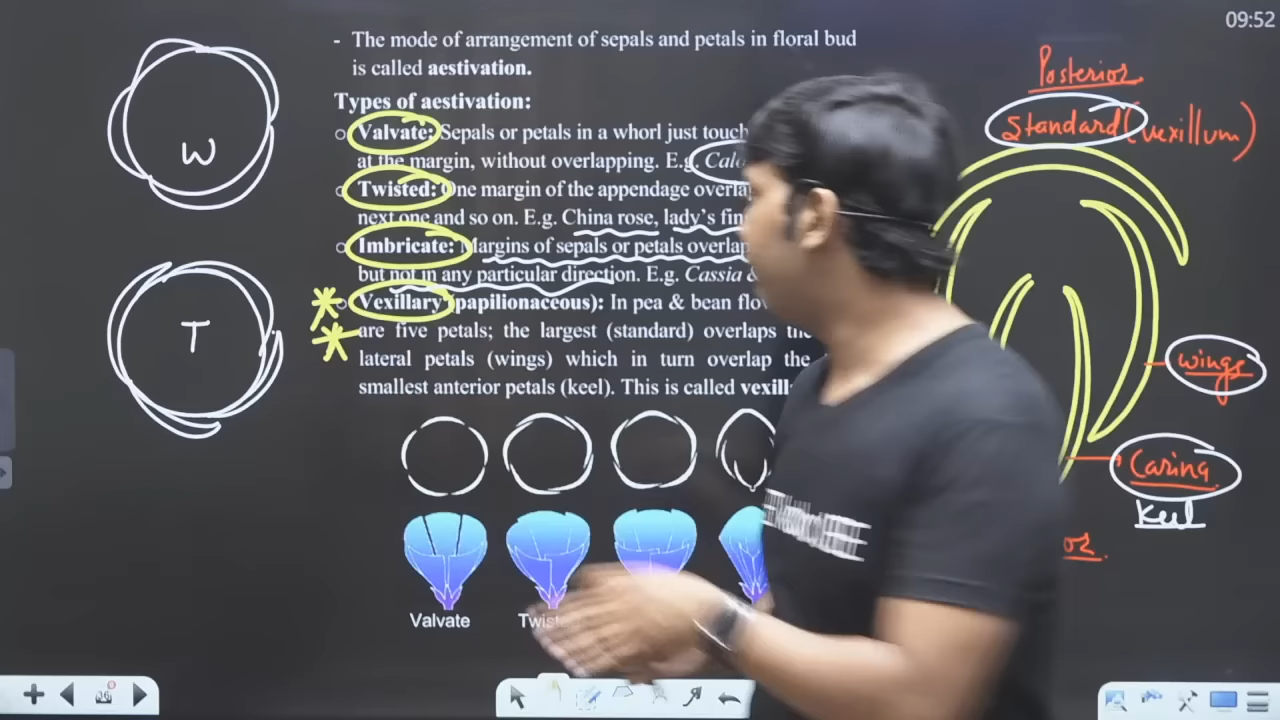 09:52
- The mode of arrangement of sepals and petals in floral bud
is called aestivation.
Types of aestivation:
○ Valvate: Sepals or petals in a whorl just touch
at the margin, without overlapping. E.g.
○ Twisted: One margin of the appendage
next one and so on. E.g. China rose, lady's
○ Imbricate: Margins of sepals or petals
but not in any particular direction. E.g. Cassia &
○ Vexillary (papilionaceous): In pea & bean
are five petals; the largest (standard) overlaps the
lateral petals (wings) which in turn overlap the
smallest anterior petals (keel). This is called
W
T
Posterior
Standard (vexillum)
wings
Carina
keel
Valvate